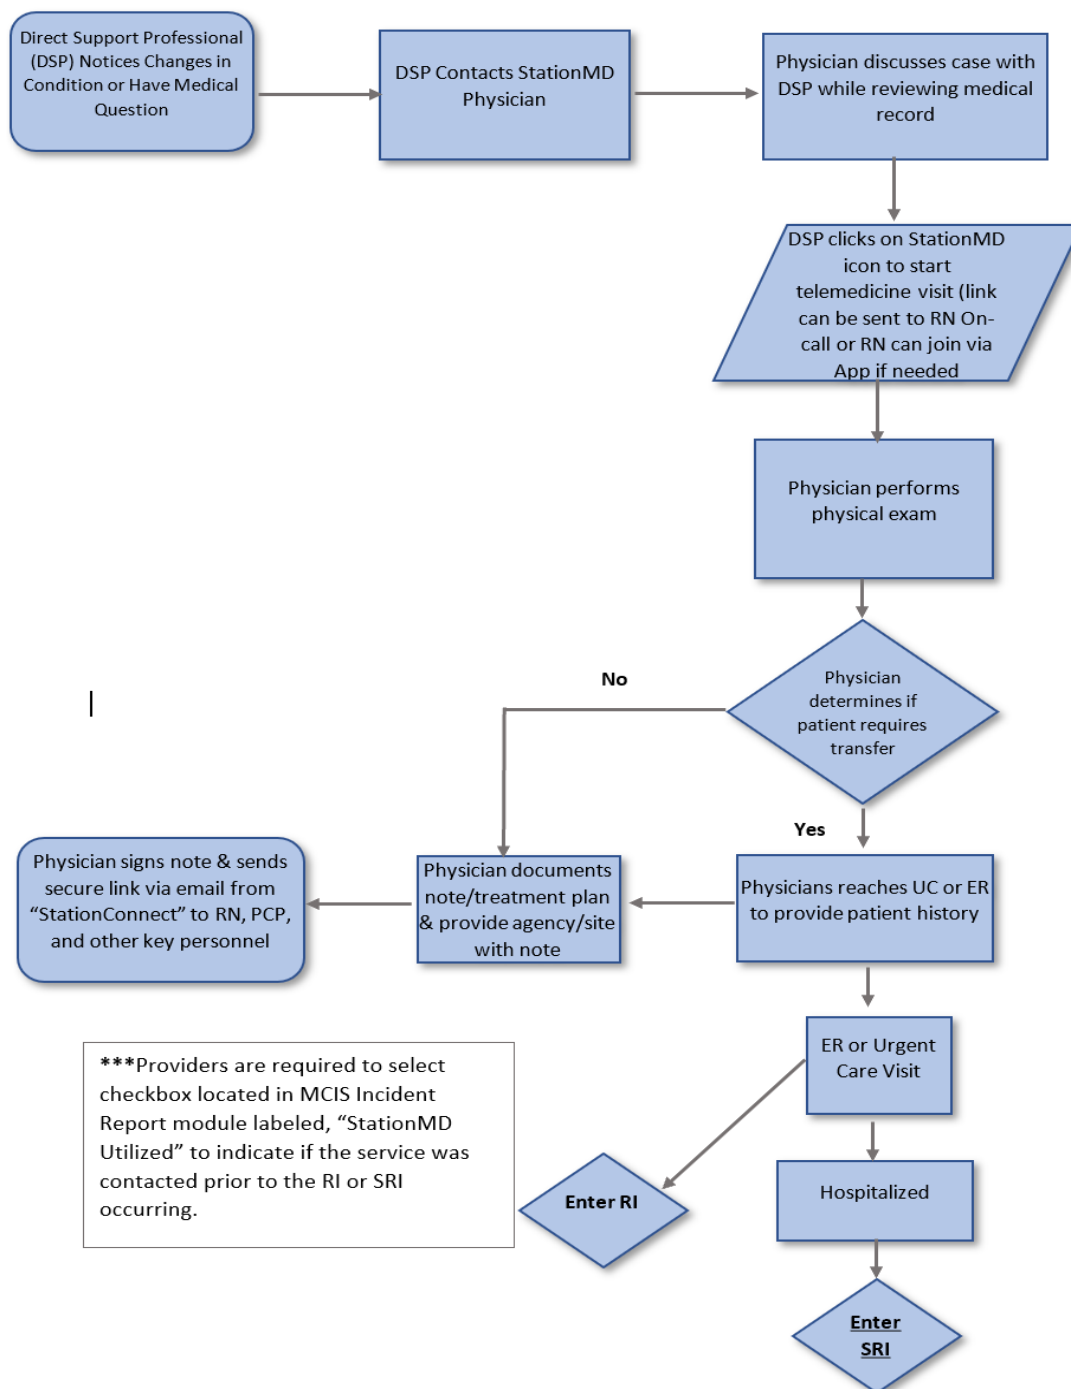 Direct Support Professional
(DSP) Notices Changes in
Condition or Have Medical
Question
DSP Contacts StationMD
Physician
Physician discusses case with
DSP while reviewing medical
record
DSP clicks on StationMD
icon to start
telemedicine visit (link
can be sent to RN On-
call or RN can join via
App if needed
Physician performs
physical exam
Physician
determines if
patient requires
transfer
No
Yes
Physicians reaches UC or ER
to provide patient history
Physician documents
note/treatment plan
& provide agency/site
with note
Physician signs note & sends
secure link via email from
“StationConnect” to RN, PCP,
and other key personnel
ER or Urgent
Care Visit
***Providers are required to select
checkbox located in MCIS Incident
Report module labeled, “StationMD
Utilized” to indicate if the service was
contacted prior to the RI or SRI
occurring.
Enter RI
Hospitalized
Enter
SRI